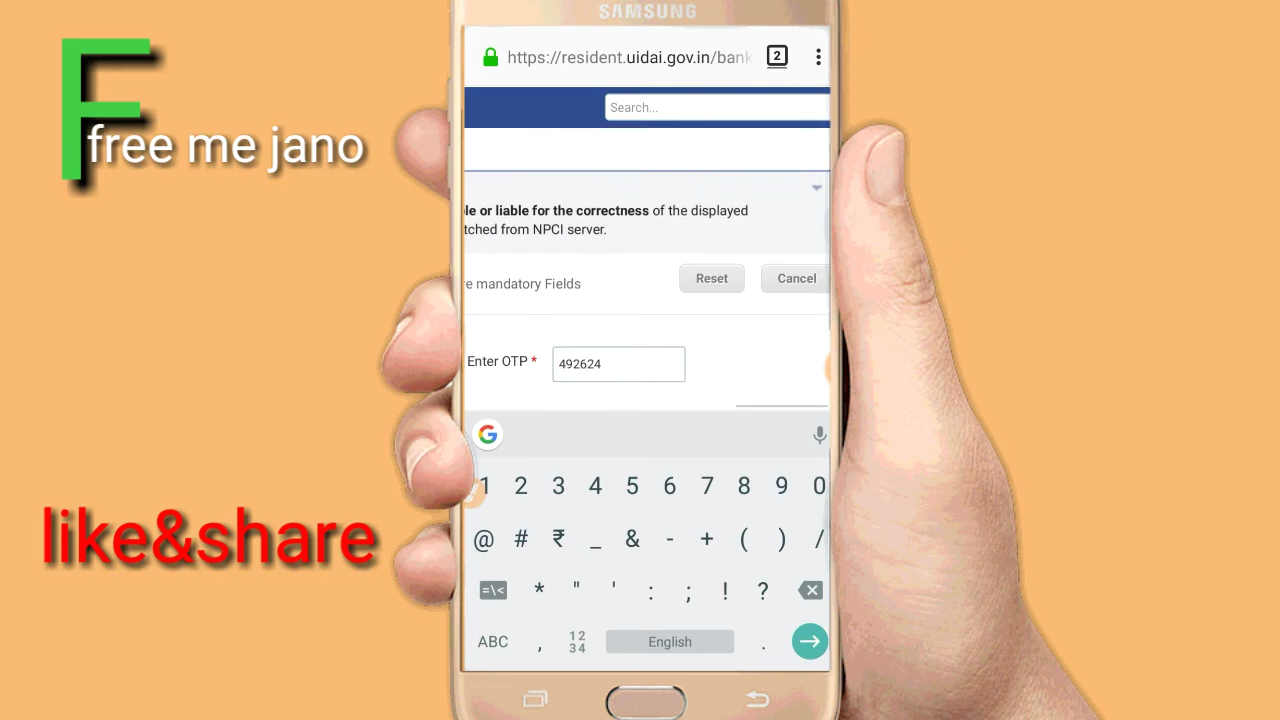 SAMSUNG
https://resident.uidai.gov.in/bank
2
Search...
F
free me jano
le or liable for the correctness of the displayed
tched from NPCI server.
re mandatory Fields
Reset
Cancel
Enter OTP *
492624
G
1 2 3 4 5 6 7 8 9 0
@ # ₹ _ & - + ( ) /
=\< * " ' : ; ! ?
ABC , 12 34 English .
like&share